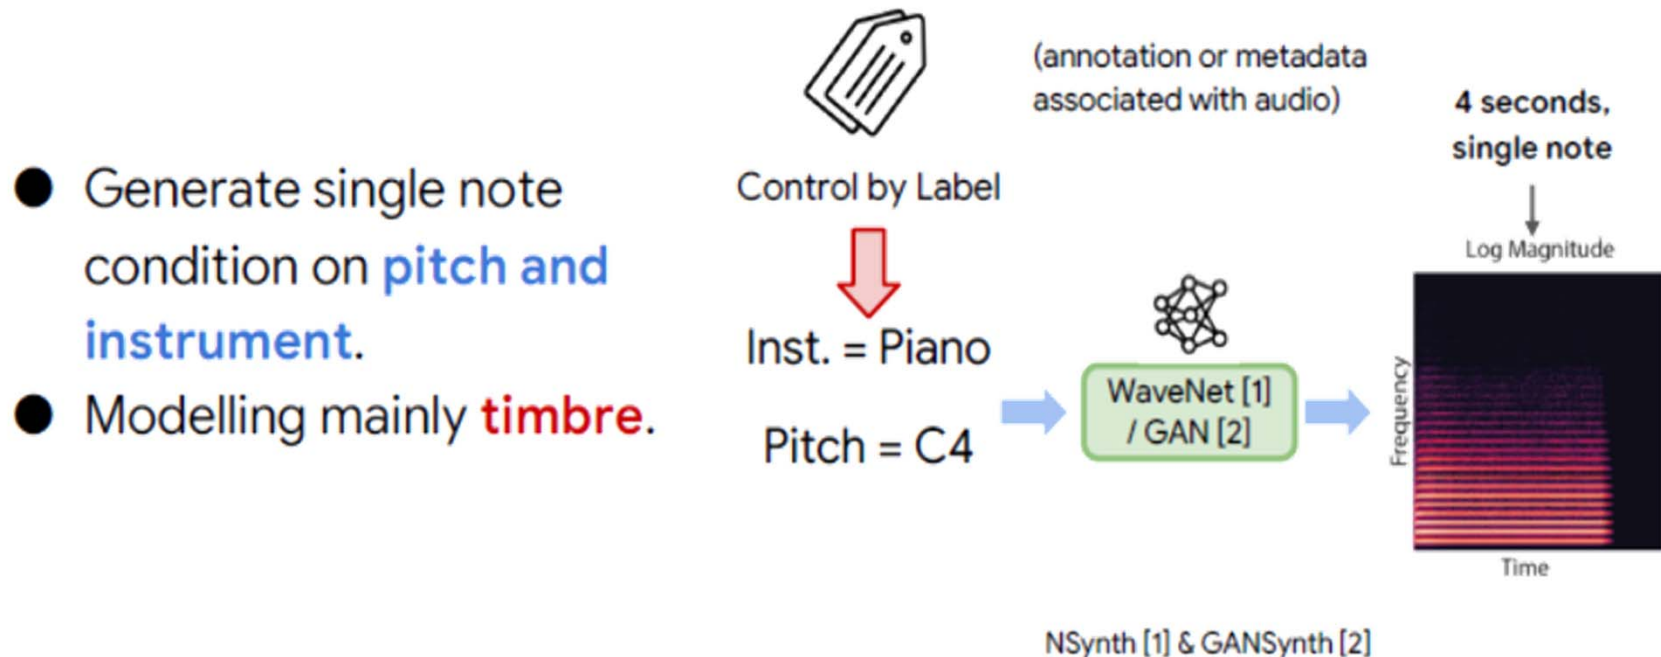 ● Generate single note
condition on pitch and
instrument.
● Modelling mainly timbre.
(annotation or metadata
associated with audio)
Control by Label
Inst. = Piano
Pitch = C4
WaveNet [1]
/ GAN [2]
4 seconds,
single note
Log Magnitude
Frequency
Time
NSynth [1] & GANSynth [2]